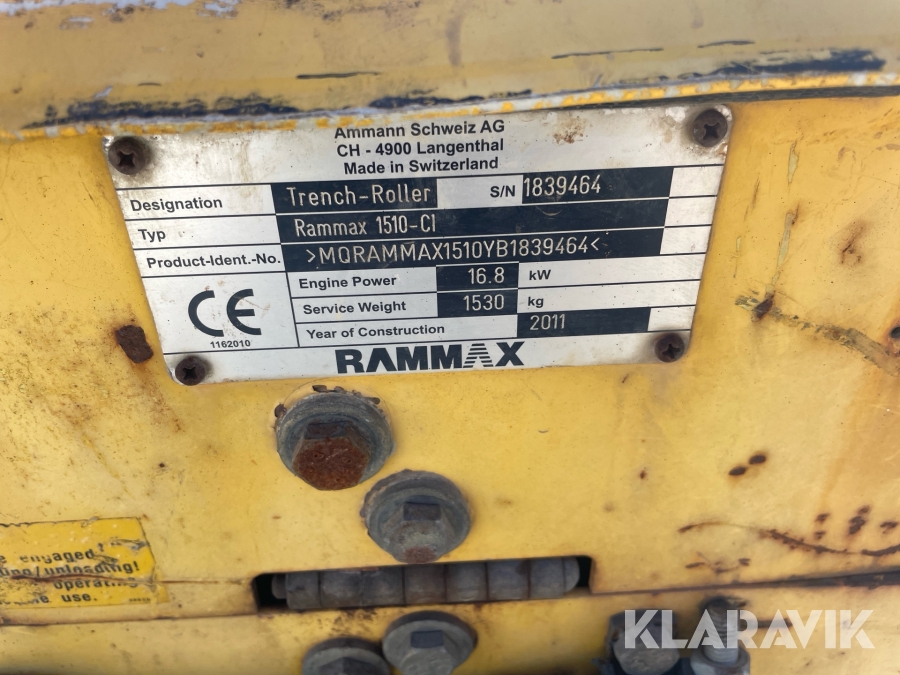 Ammann Schweiz AG
CH - 4900 Langenthal
Made in Switzerland
Designation Trench-Roller S/N 1839464
Typ Rammax 1510-CI
Product-Ident.-No. >MQRAMMAX1510YB1839464<
Engine Power 16.8 kW
Service Weight 1530 kg
Year of Construction 2011
CE
1162010
RAMMAX
engaged?
/unloading!
operating
use.
KLARAVIK